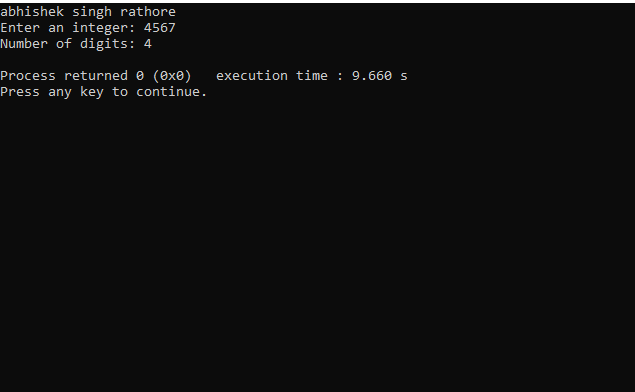 abhishek singh rathore
Enter an integer: 4567
Number of digits: 4
Process returned 0 (0x0)   execution time : 9.660 s
Press any key to continue.